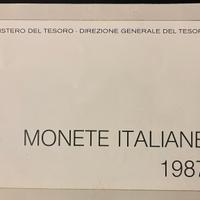 ISTERO DEL TESORO - DIREZIONE GENERALE DEL TESOR
MONETE ITALIANE
1987